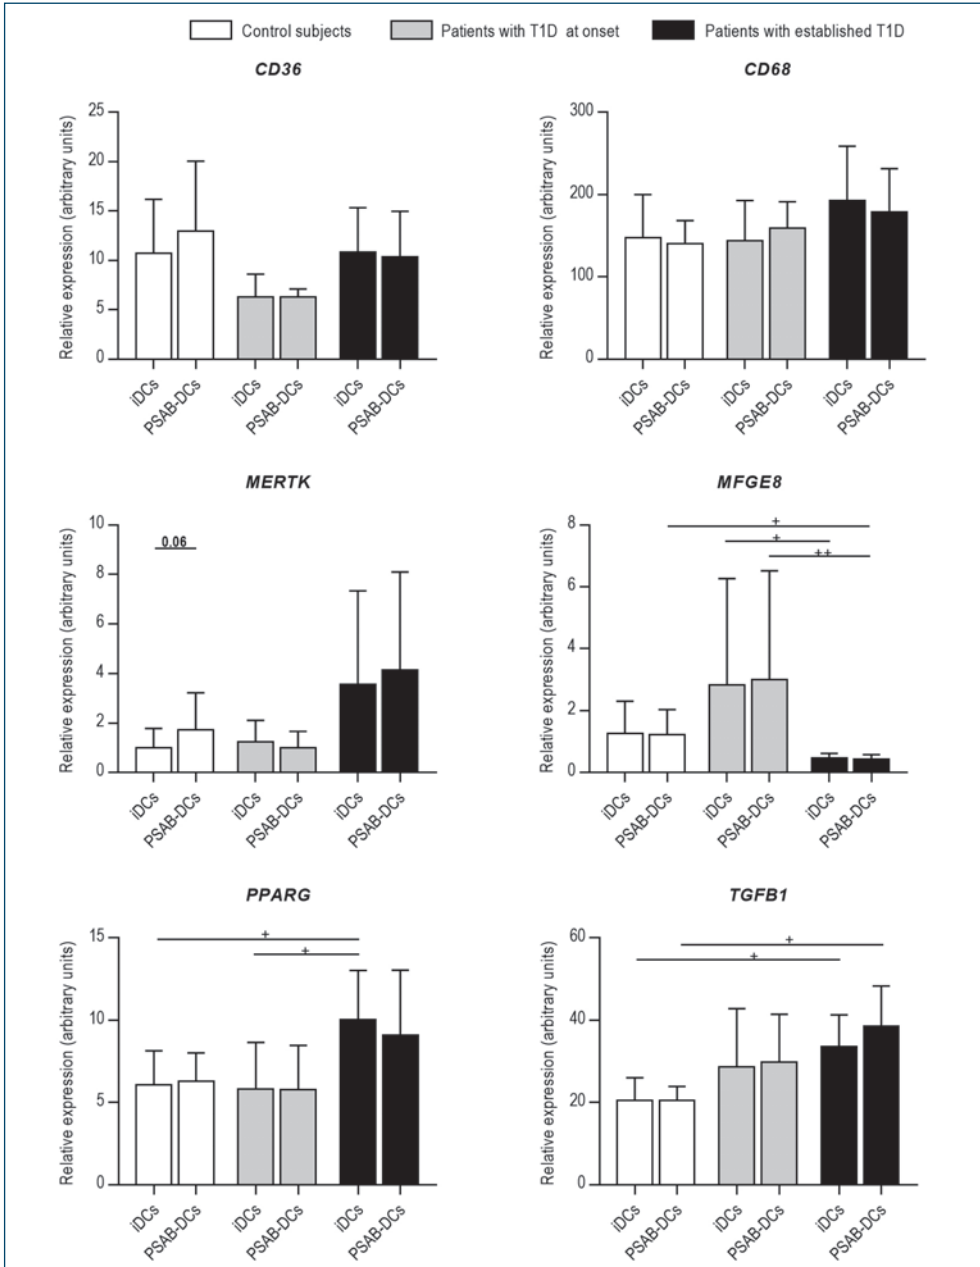 Control subjects Patients with T1D at onset Patients with established T1D
CD36
Relative expression (arbitrary units)
25
20
15
10
5
0
iDCs PSAB-DCs iDCs PSAB-DCs iDCs PSAB-DCs
CD68
Relative expression (arbitrary units)
300
200
100
0
iDCs PSAB-DCs iDCs PSAB-DCs iDCs PSAB-DCs
MERTK
Relative expression (arbitrary units)
10
8
6
4
2
0
0.06
iDCs PSAB-DCs iDCs PSAB-DCs iDCs PSAB-DCs
MFGE8
Relative expression (arbitrary units)
8
6
4
2
0
+
+
++
iDCs PSAB-DCs iDCs PSAB-DCs iDCs PSAB-DCs
PPARG
Relative expression (arbitrary units)
15
10
5
0
+
+
iDCs PSAB-DCs iDCs PSAB-DCs iDCs PSAB-DCs
TGFB1
Relative expression (arbitrary units)
60
40
20
0
+
+
iDCs PSAB-DCs iDCs PSAB-DCs iDCs PSAB-DCs